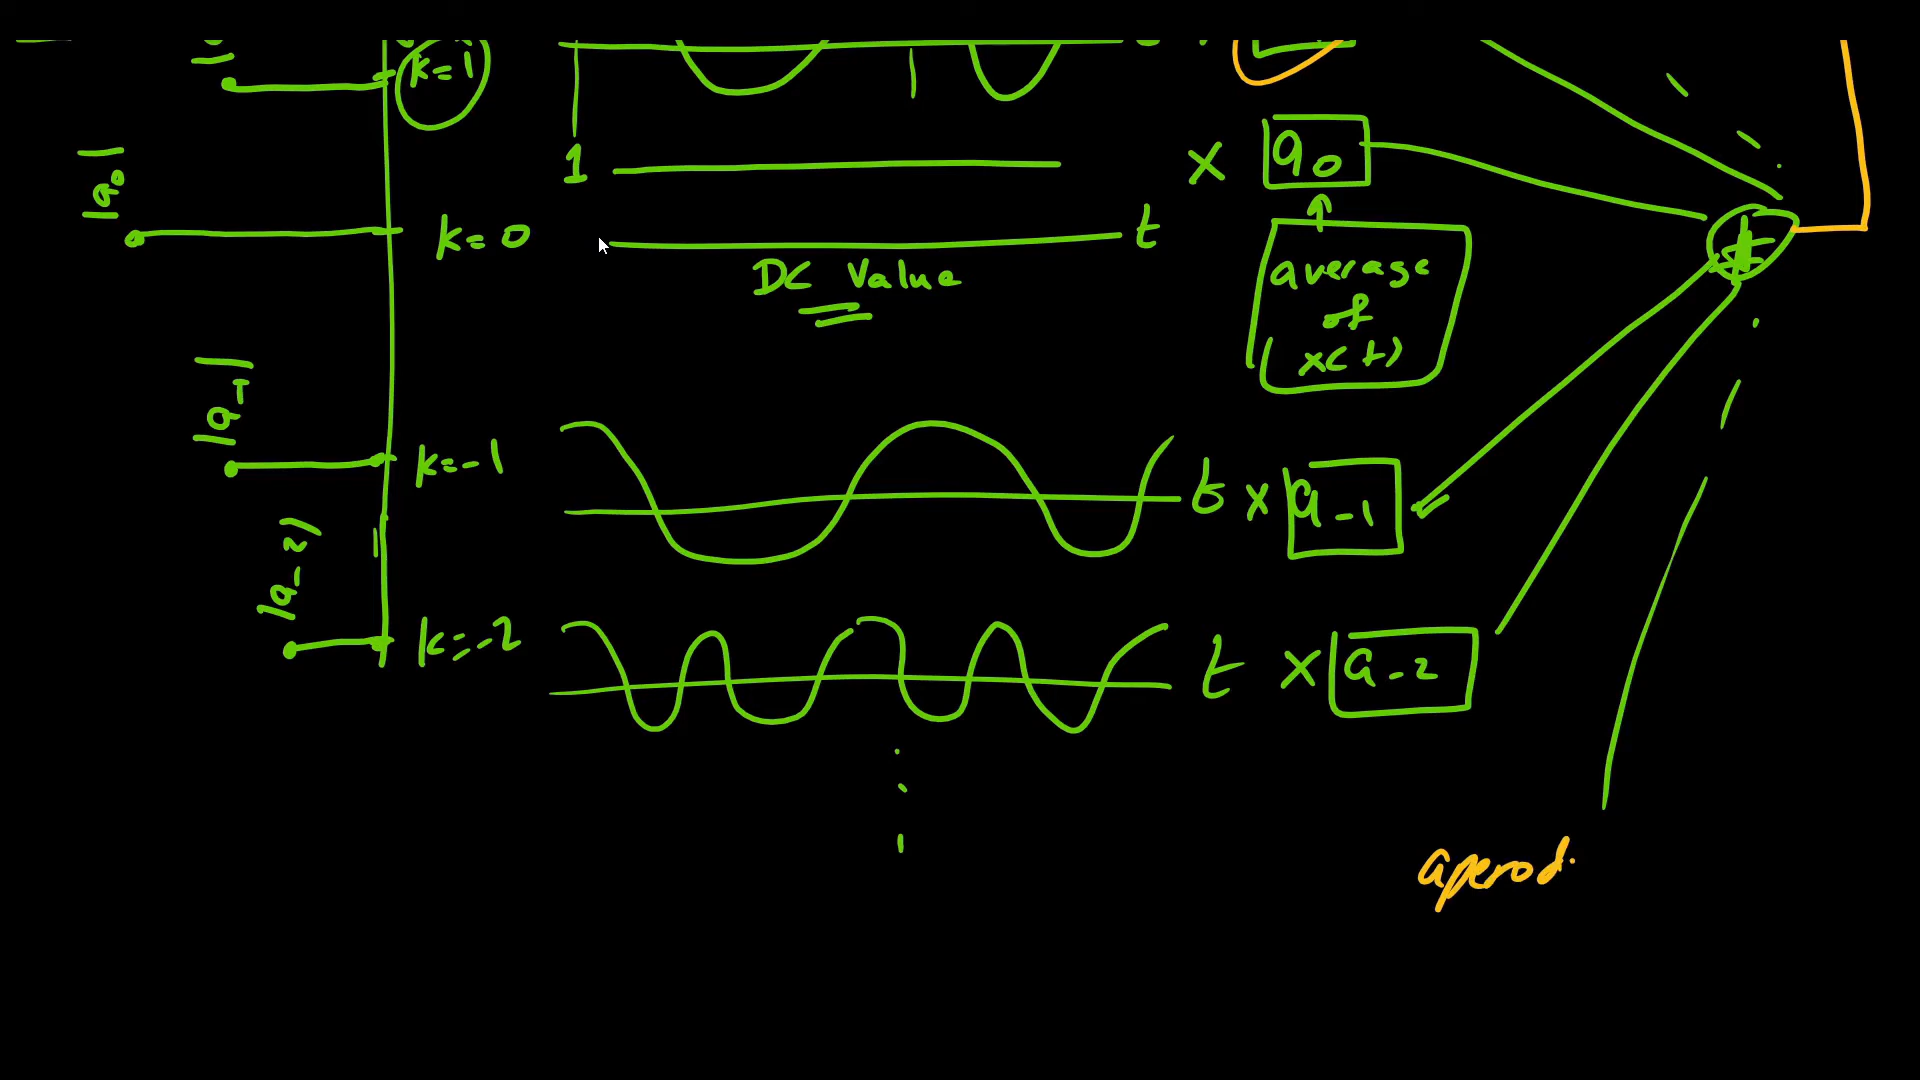 k=1
1
× a₀
|a₀|
k=0
t
DC Value
average
of
x(t)
|a₋₁|
k=-1
t × a₋₁
|a₋₂|
k=-2
t × a₋₂
aperod.